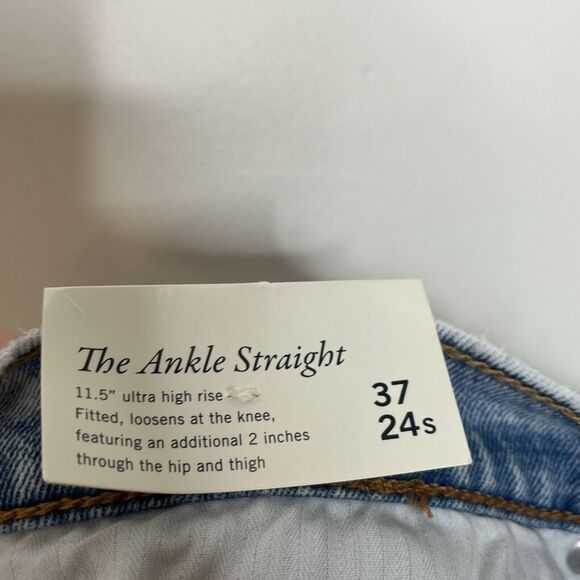 The Ankle Straight
11.5" ultra high rise
Fitted, loosens at the knee,
featuring an additional 2 inches
through the hip and thigh
37
24s